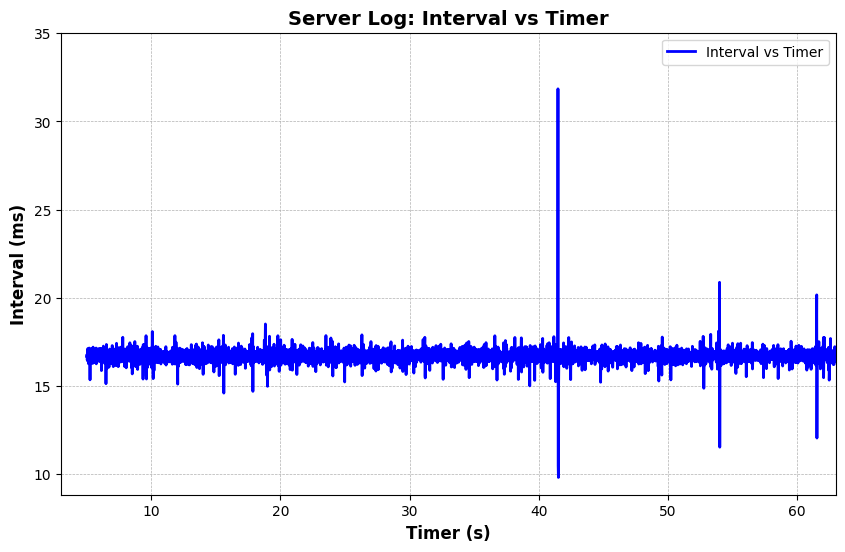 Server Log: Interval vs Timer
Interval vs Timer
35
30
25
20
15
10
Interval (ms)
10 20 30 40 50 60
Timer (s)